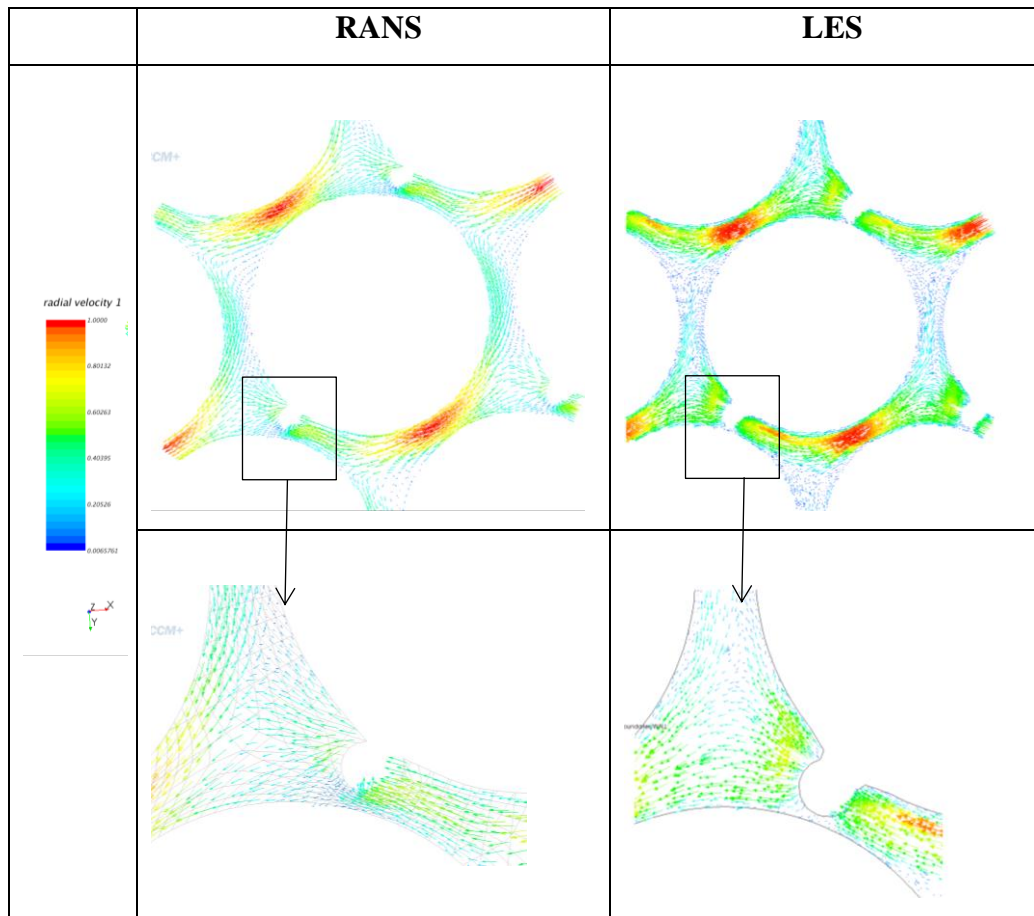 RANS
LES
CCM+
radial velocity 1
1.0000
0.80132
0.60263
0.40395
0.20526
0.0065761
Z X
Y
CCM+